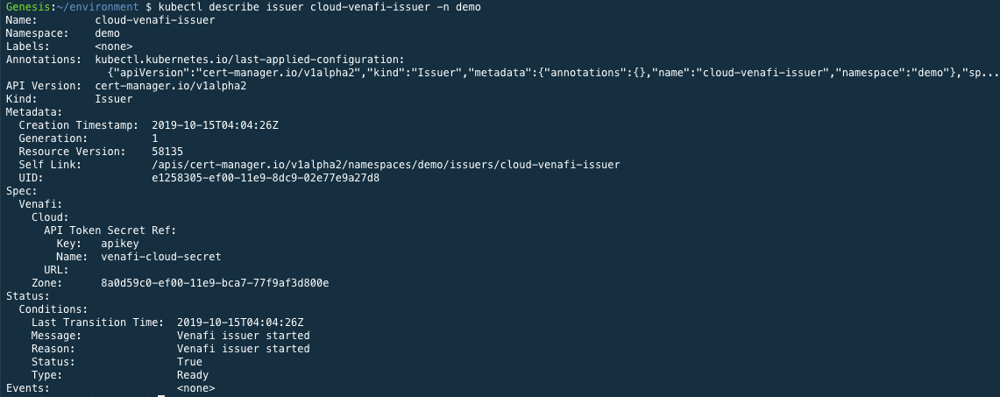 Genesis:~/environment $ kubectl describe issuer cloud-venafi-issuer -n demo
Name:         cloud-venafi-issuer
Namespace:    demo
Labels:       <none>
Annotations:  kubectl.kubernetes.io/last-applied-configuration:
                {"apiVersion":"cert-manager.io/v1alpha2","kind":"Issuer","metadata":{"annotations":{},"name":"cloud-venafi-issuer","namespace":"demo"},"sp...
API Version:  cert-manager.io/v1alpha2
Kind:         Issuer
Metadata:
  Creation Timestamp:  2019-10-15T04:04:26Z
  Generation:          1
  Resource Version:    58135
  Self Link:           /apis/cert-manager.io/v1alpha2/namespaces/demo/issuers/cloud-venafi-issuer
  UID:                 e1258305-ef00-11e9-8dc9-02e77e9a27d8
Spec:
  Venafi:
    Cloud:
      API Token Secret Ref:
        Key:   apikey
        Name:  venafi-cloud-secret
      URL:
    Zone:      8a0d59c0-ef00-11e9-bca7-77f9af3d800e
Status:
  Conditions:
    Last Transition Time:  2019-10-15T04:04:26Z
    Message:               Venafi issuer started
    Reason:                Venafi issuer started
    Status:                True
    Type:                  Ready
Events:                    <none>